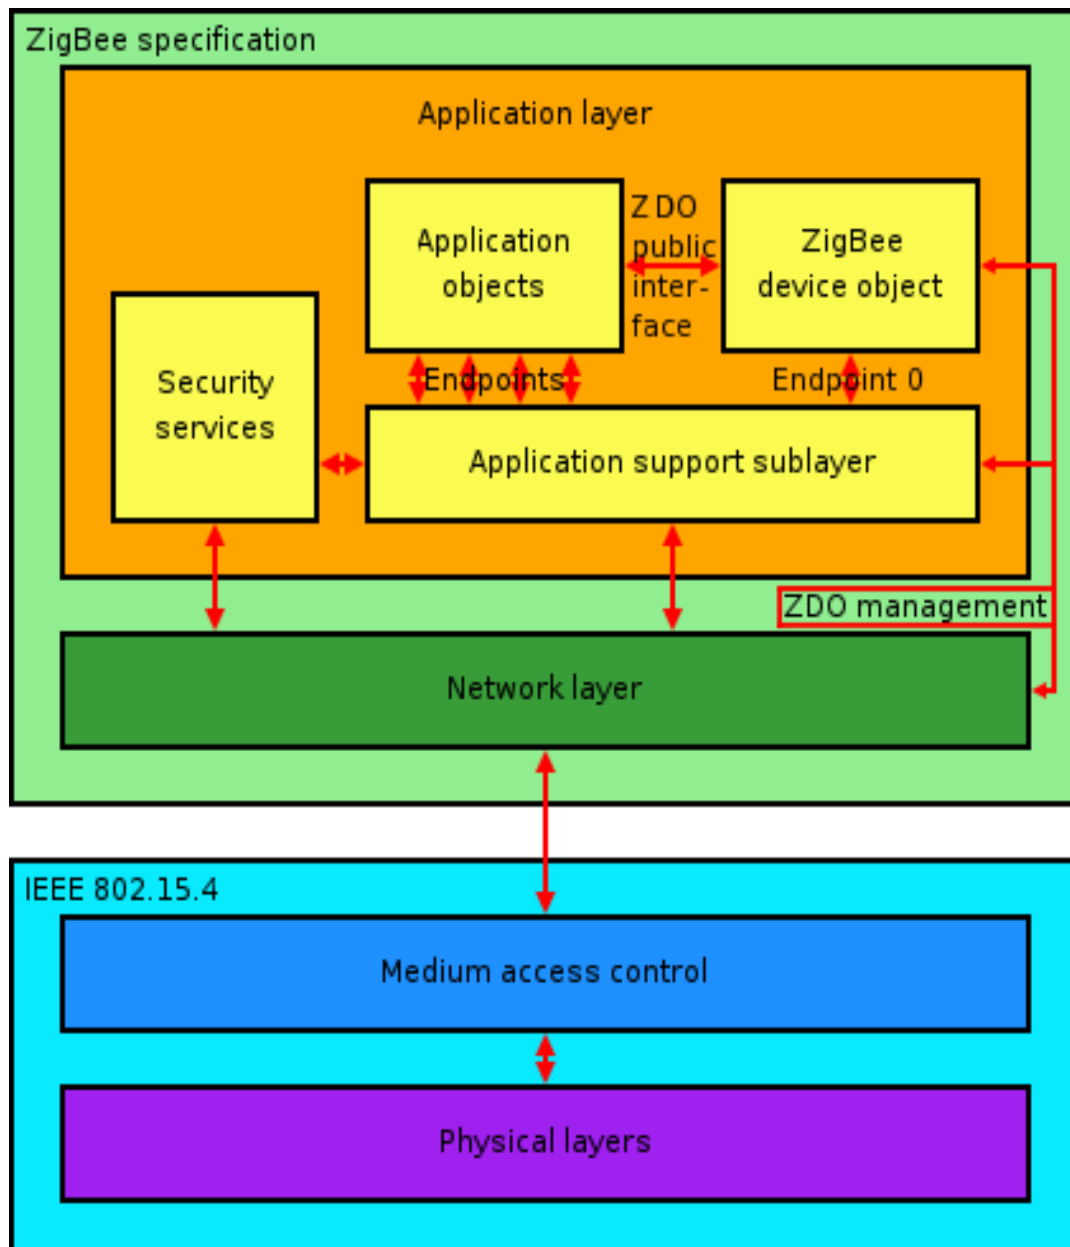 ZigBee specification
Application layer
Application
objects
ZDO
public
inter-
face
ZigBee
device object
Security
services
Endpoints
Endpoint 0
Application support sublayer
ZDO management
Network layer
IEEE 802.15.4
Medium access control
Physical layers